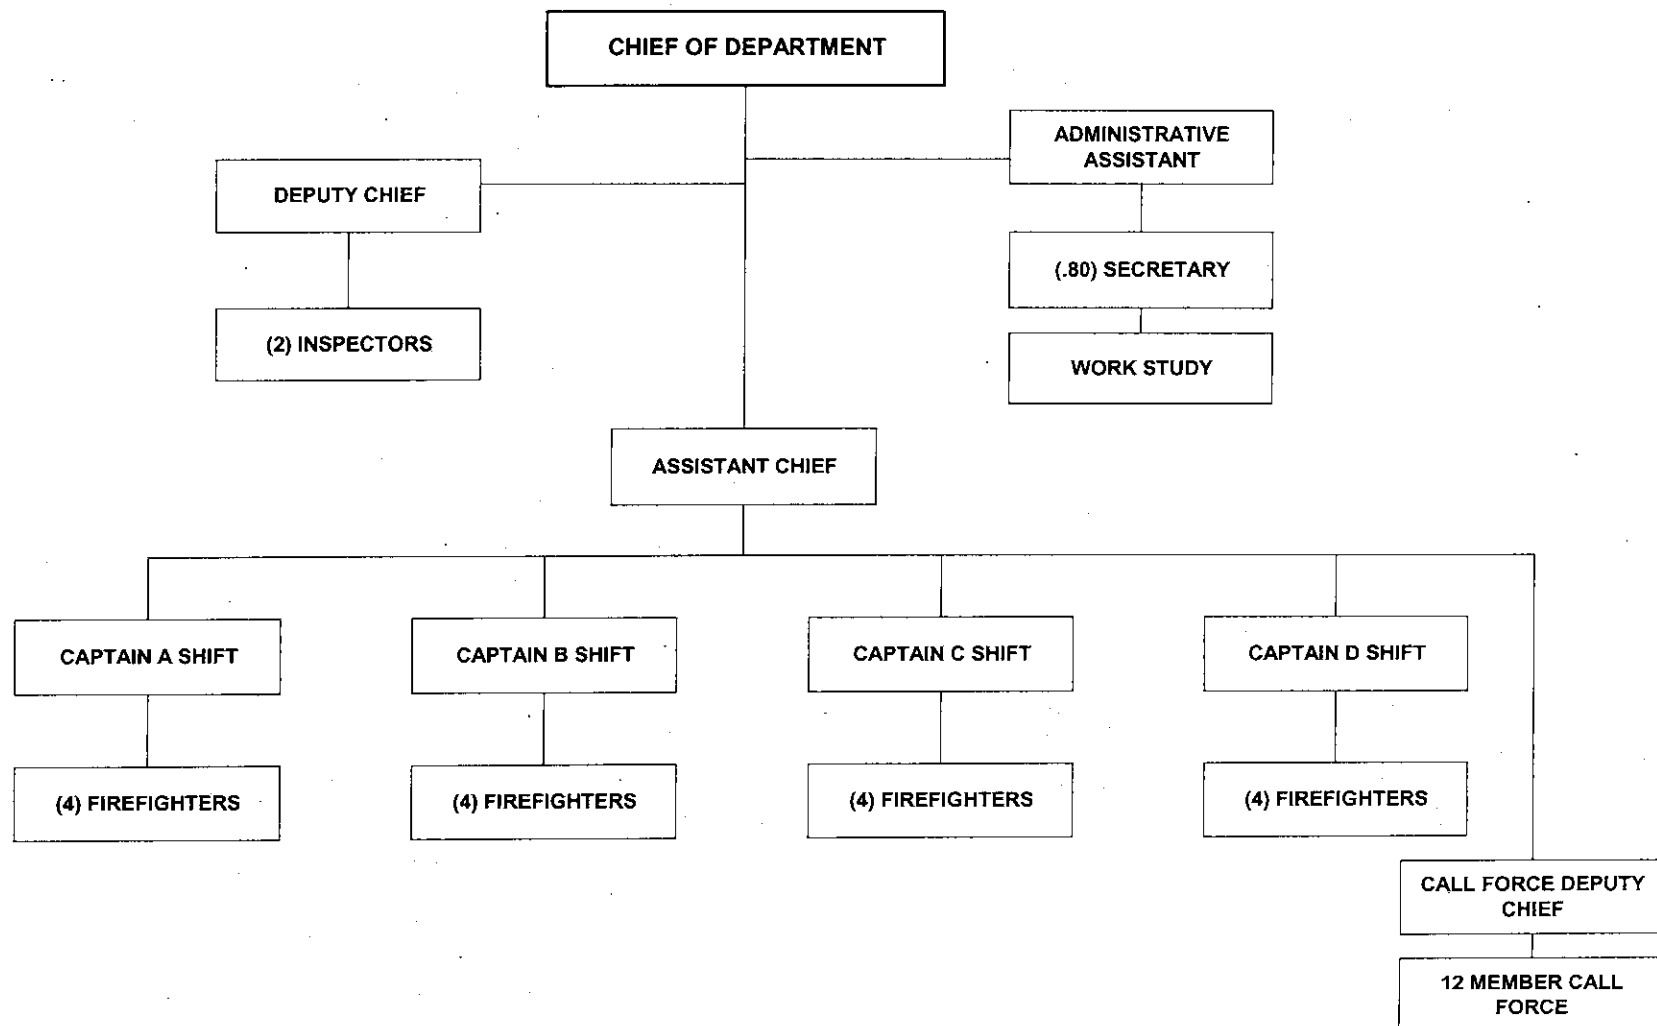 CHIEF OF DEPARTMENT
ADMINISTRATIVE
ASSISTANT
DEPUTY CHIEF
(.80) SECRETARY
(2) INSPECTORS
WORK STUDY
ASSISTANT CHIEF
CAPTAIN A SHIFT
CAPTAIN B SHIFT
CAPTAIN C SHIFT
CAPTAIN D SHIFT
(4) FIREFIGHTERS
(4) FIREFIGHTERS
(4) FIREFIGHTERS
(4) FIREFIGHTERS
CALL FORCE DEPUTY
CHIEF
12 MEMBER CALL
FORCE